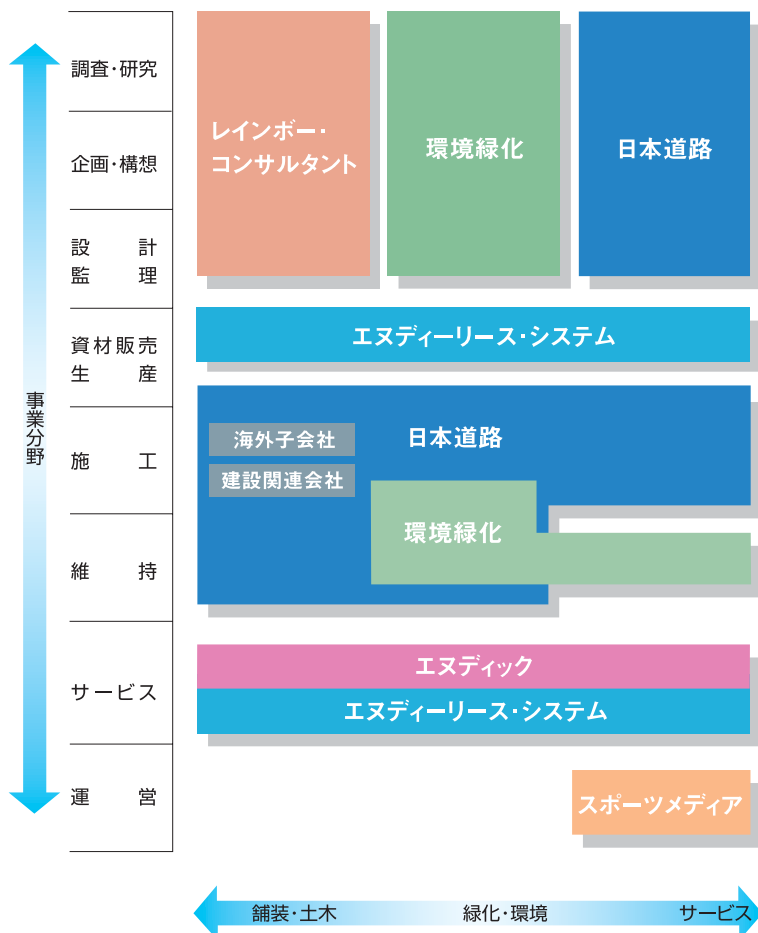 事業分野
調査・研究
企画・構想
設計
監理
資材販売
生産
施工
維持
サービス
運営
レインボー・
コンサルタント
環境緑化
日本道路
エヌディーリース・システム
日本道路
海外子会社
建設関連会社
環境緑化
エヌディック
エヌディーリース・システム
スポーツメディア
舗装・土木
緑化・環境
サービス